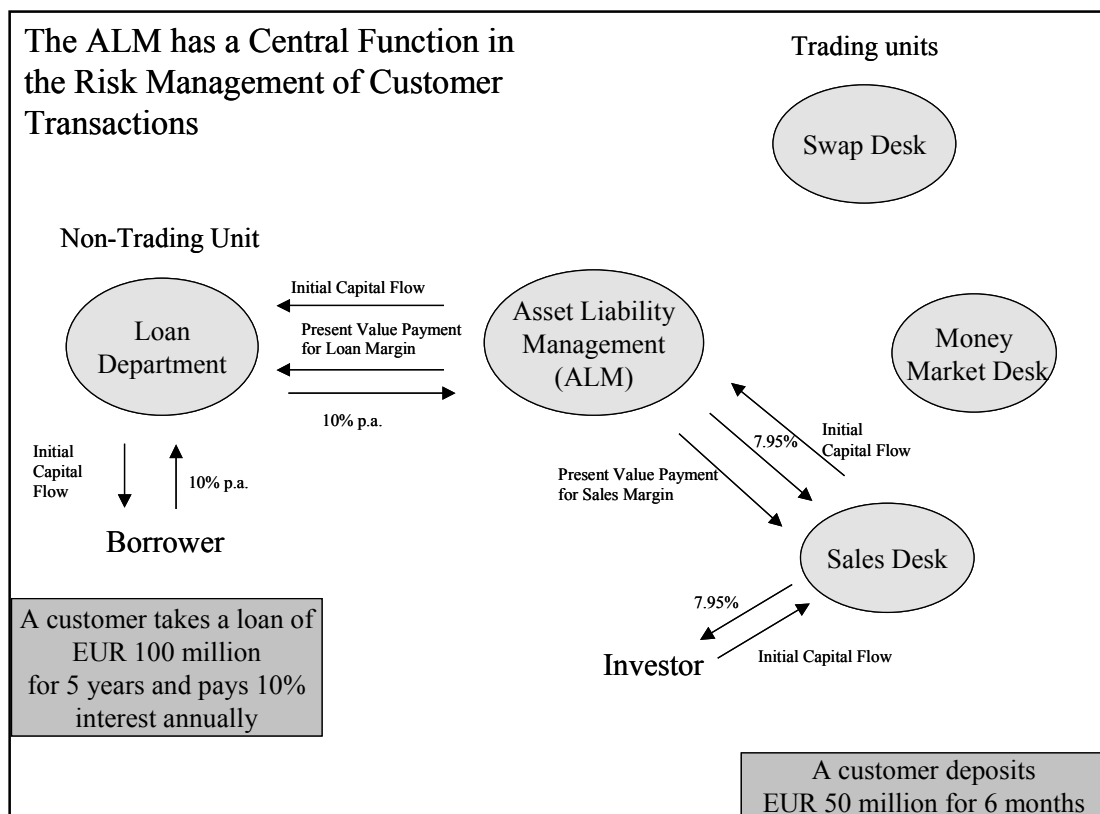 The ALM has a Central Function in
the Risk Management of Customer
Transactions
Trading units
Swap Desk
Non-Trading Unit
Loan
Department
Initial Capital Flow
Present Value Payment
for Loan Margin
10% p.a.
Asset Liability
Management
(ALM)
Money
Market Desk
Initial
Capital
Flow
10% p.a.
Borrower
7.95%
Initial
Capital Flow
Present Value Payment
for Sales Margin
Sales Desk
7.95%
Investor
Initial Capital Flow
A customer takes a loan of
EUR 100 million
for 5 years and pays 10%
interest annually
A customer deposits
EUR 50 million for 6 months